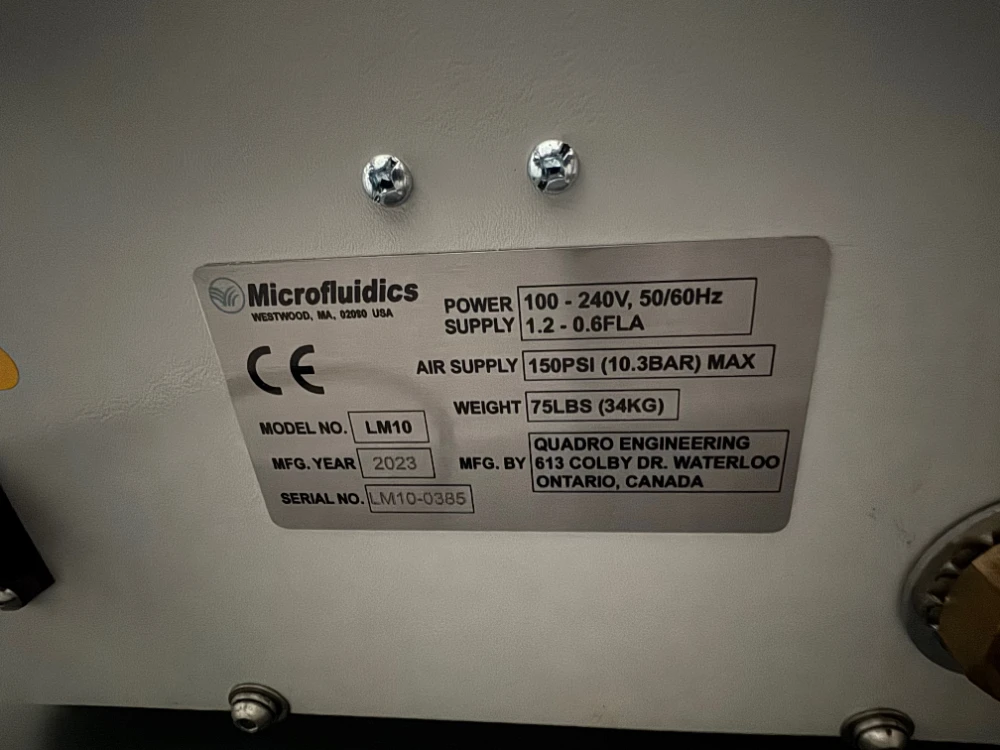 Microfluidics
WESTWOOD, MA, 02090 USA
CE
MODEL NO. LM10
MFG. YEAR 2023
SERIAL NO. LM10-0385
POWER SUPPLY 100 - 240V, 50/60Hz
1.2 - 0.6FLA
AIR SUPPLY 150PSI (10.3BAR) MAX
WEIGHT 75LBS (34KG)
MFG. BY QUADRO ENGINEERING
613 COLBY DR. WATERLOO
ONTARIO, CANADA